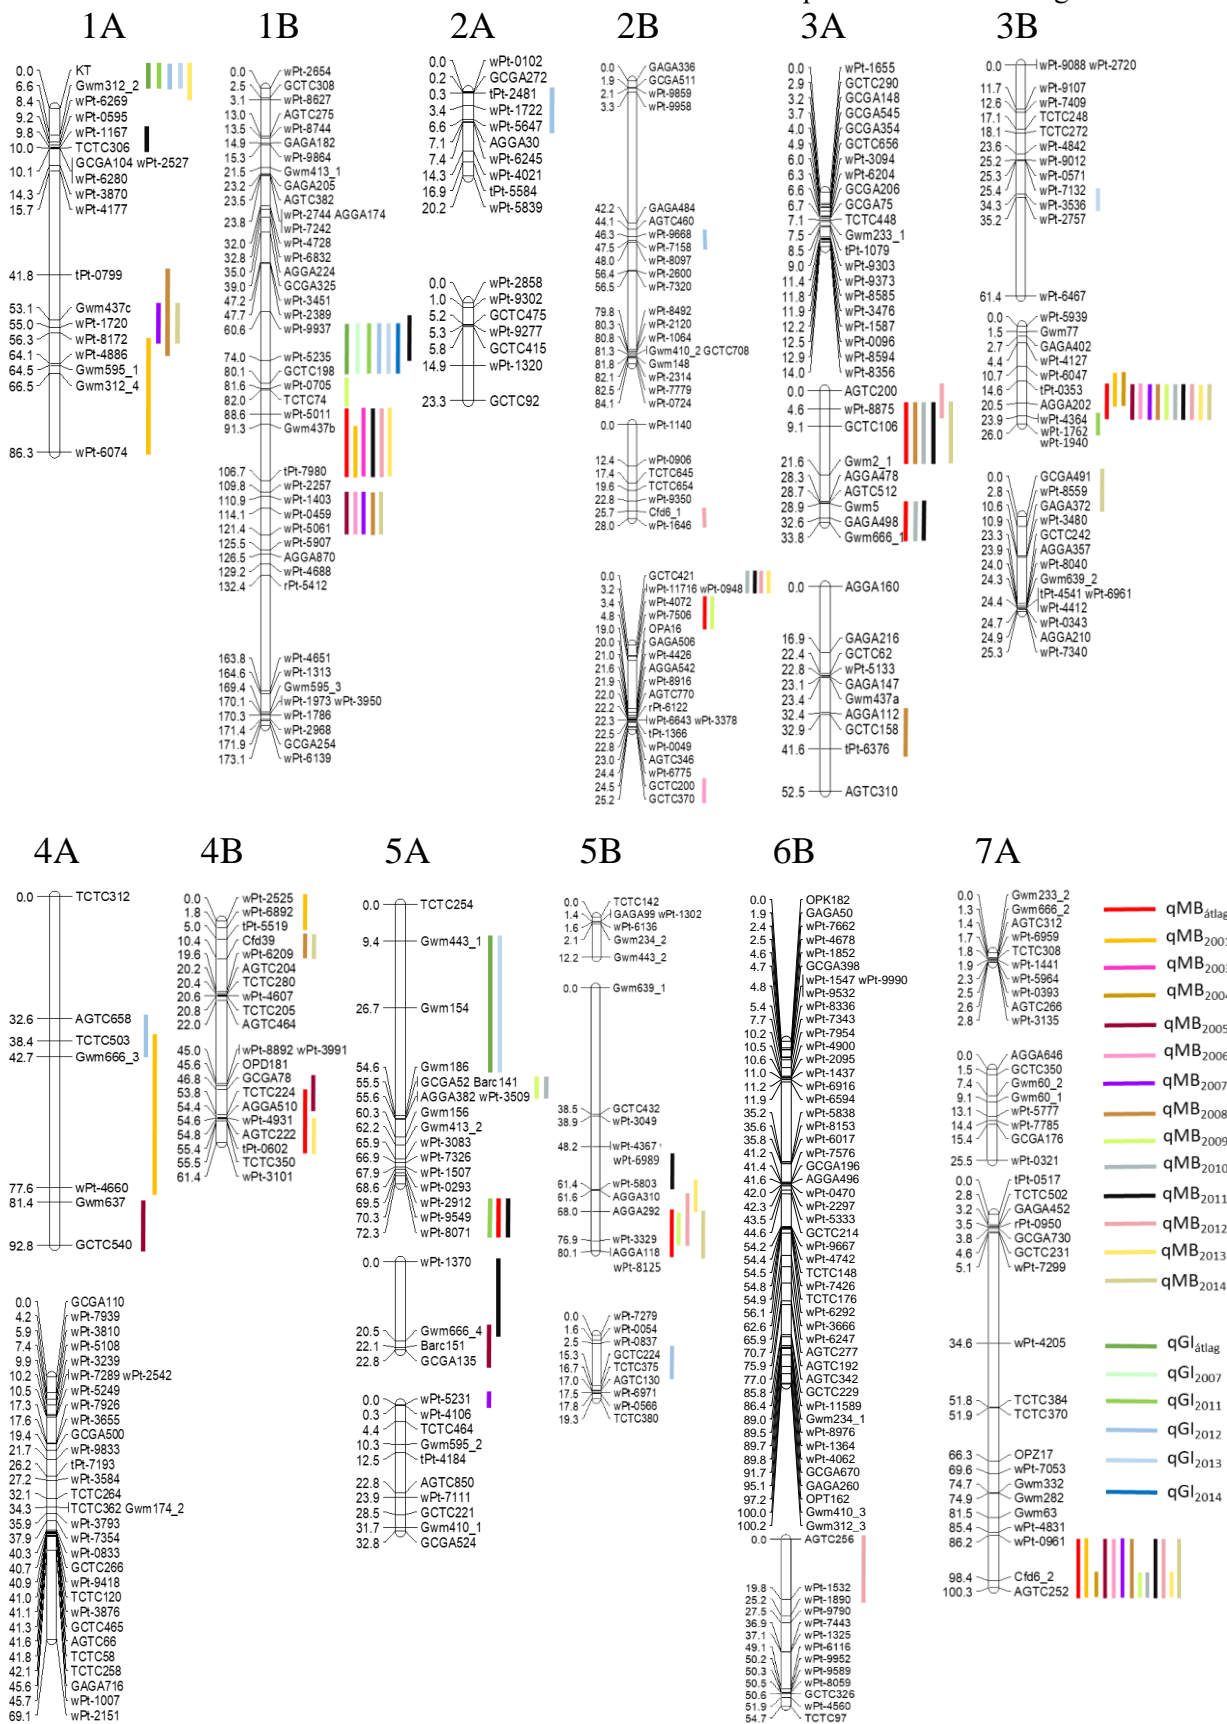 1A
0.0 KT
6.6 Gwm312_2
8.4 wPt-6269
9.2 wPt-0595
9.8 wPt-1167
10.0 TCTC306
GCGA104 wPt-2527
10.1 wPt-6280
14.3 wPt-3870
15.7 wPt-4177
41.8 tPt-0799
53.1 Gwm437c
55.0 wPt-1720
56.3 wPt-8172
64.1 wPt-4886
64.5 Gwm595_1
66.5 Gwm312_4
86.3 wPt-6074
1B
0.0 wPt-2654
2.5 GCTC308
3.1 wPt-8627
13.0 AGTC275
13.5 wPt-8744
14.9 GAGA182
15.3 wPt-9864
21.5 Gwm413_1
23.2 GAGA205
23.5 AGTC382
wPt-2744 AGGA174
23.8 wPt-7242
32.0 wPt-4728
32.8 wPt-6832
35.0 AGGA224
39.0 GCGA325
47.2 wPt-3451
47.7 wPt-2389
60.6 wPt-9937
74.0 wPt-5235
80.1 GCTC198
81.6 wPt-0705
82.0 TCTC74
88.6 wPt-5011
91.3 Gwm437b
106.7 tPt-7980
109.8 wPt-2257
110.9 wPt-1403
114.1 wPt-0459
121.4 wPt-5061
125.5 wPt-5907
126.5 AGGA870
129.2 wPt-4688
132.4 rPt-5412
163.8 wPt-4651
164.6 wPt-1313
169.4 Gwm595_3
170.1 wPt-1973 wPt-3950
170.3 wPt-1786
171.4 wPt-2968
171.9 GCGA254
173.1 wPt-6139
2A
0.0 wPt-0102
0.2 GCGA272
0.3 tPt-2481
3.4 wPt-1722
6.6 wPt-5647
7.1 AGGA30
7.4 wPt-6245
14.3 wPt-4021
16.9 tPt-5584
20.2 wPt-5839
0.0 wPt-2858
1.0 wPt-9302
5.2 GCTC475
5.3 wPt-9277
5.8 GCTC415
14.9 wPt-1320
23.3 GCTC92
2B
0.0 GAGA336
1.9 GCGA511
2.1 wPt-9859
3.3 wPt-9958
42.2 GAGA484
44.1 AGTC460
46.3 wPt-9668
47.5 wPt-7158
48.0 wPt-8097
56.4 wPt-2600
56.5 wPt-7320
79.8 wPt-8492
80.3 wPt-2120
80.8 wPt-1064
81.3 Gwm410_2 GCTC708
81.8 Gwm148
82.1 wPt-2314
82.5 wPt-7779
84.1 wPt-0724
0.0 wPt-1140
12.4 wPt-0906
17.4 TCTC645
19.6 TCTC654
22.8 wPt-9350
25.7 Cfd6_1
28.0 wPt-1646
0.0 GCTC421
3.2 wPt-11716 wPt-0948
3.4 wPt-4072
4.8 wPt-7506
19.0 OPA16
20.0 GAGA506
21.0 wPt-4426
21.6 AGGA542
21.9 wPt-8916
22.0 AGTC770
22.2 rPt-6122
22.3 wPt-6643 wPt-3378
22.5 tPt-1366
22.8 wPt-0049
23.0 AGTC346
24.4 wPt-6775
24.5 GCTC200
25.2 GCTC370
3A
0.0 wPt-1655
2.9 GCTC290
3.2 GCGA148
3.7 GCGA545
4.0 GCGA354
4.9 GCTC656
6.0 wPt-3094
6.3 wPt-6204
6.6 GCGA206
6.7 GCGA75
7.1 TCTC448
7.5 Gwm233_1
8.5 tPt-1079
9.0 wPt-9303
11.4 wPt-9373
11.8 wPt-8585
11.9 wPt-3476
12.2 wPt-1587
12.5 wPt-0096
12.9 wPt-8594
14.0 wPt-8356
0.0 AGTC200
4.6 wPt-8875
9.1 GCTC106
21.6 Gwm2_1
28.3 AGGA478
28.7 AGTC512
28.9 Gwm5
32.6 GAGA498
33.8 Gwm666_1
0.0 AGGA160
16.9 GAGA216
22.4 GCTC62
22.8 wPt-5133
23.1 GAGA147
23.4 Gwm437a
32.4 AGGA112
32.9 GCTC158
41.6 tPt-6376
52.5 AGTC310
3B
0.0 wPt-9088 wPt-2720
11.7 wPt-9107
12.6 wPt-7409
17.1 TCTC248
18.1 TCTC272
23.6 wPt-4842
25.2 wPt-9012
25.3 wPt-0571
25.4 wPt-7132
34.3 wPt-3536
35.2 wPt-2757
61.4 wPt-6467
0.0 wPt-5939
1.5 Gwm77
2.7 GAGA402
4.4 wPt-4127
10.7 wPt-6047
14.6 tPt-0353
20.5 AGGA202
23.9 wPt-4364
26.0 wPt-1762
wPt-1940
0.0 GCGA491
2.8 wPt-8559
10.6 GAGA372
10.9 wPt-3480
23.3 GCTC242
23.9 AGGA357
24.0 wPt-8040
24.3 Gwm639_2
tPt-4541 wPt-6961
24.4 wPt-4412
24.7 wPt-0343
24.9 AGGA210
25.3 wPt-7340
4A
0.0 TCTC312
32.6 AGTC658
38.4 TCTC503
42.7 Gwm666_3
77.6 wPt-4660
81.4 Gwm637
92.8 GCTC540
0.0 GCGA110
4.2 wPt-7939
5.9 wPt-3810
7.4 wPt-5108
9.9 wPt-3239
10.2 wPt-7289 wPt-2542
10.5 wPt-5249
17.3 wPt-7926
17.6 wPt-3655
19.4 GCGA500
21.7 wPt-9833
26.2 tPt-7193
27.2 wPt-3584
32.1 TCTC264
34.3 TCTC362 Gwm174_2
35.9 wPt-3793
37.9 wPt-7354
40.3 wPt-0833
40.7 GCTC266
40.9 wPt-9418
41.0 TCTC120
41.1 wPt-3876
41.3 GCTC465
41.6 AGTC66
41.8 TCTC58
42.1 TCTC258
45.6 GAGA716
45.7 wPt-1007
69.1 wPt-2151
4B
0.0 wPt-2525
1.8 wPt-6892
5.0 tPt-5519
10.4 Cfd39
19.6 wPt-6209
20.2 AGTC204
20.4 TCTC280
20.6 wPt-4607
20.8 TCTC205
22.0 AGTC464
45.0 wPt-8892 wPt-3991
45.6 OPD181
46.8 GCGA78
53.8 TCTC224
54.4 AGGA510
54.6 wPt-4931
54.8 AGTC222
55.4 tPt-0602
55.5 TCTC350
61.4 wPt-3101
5A
0.0 TCTC254
9.4 Gwm443_1
26.7 Gwm154
54.6 Gwm186
55.5 GCGA52 Barc141
55.6 AGGA382 wPt-3509
60.3 Gwm156
62.2 Gwm413_2
65.9 wPt-3083
66.9 wPt-7326
67.9 wPt-1507
68.6 wPt-0293
69.5 wPt-2912
70.3 wPt-9549
72.3 wPt-8071
0.0 wPt-1370
20.5 Gwm666_4
22.1 Barc151
22.8 GCGA135
0.0 wPt-5231
0.3 wPt-4106
4.4 TCTC464
10.3 Gwm595_2
12.5 tPt-4184
22.8 AGTC850
23.9 wPt-7111
28.5 GCTC221
31.7 Gwm410_1
32.8 GCGA524
5B
0.0 TCTC142
1.4 GAGA99 wPt-1302
1.6 wPt-6136
2.1 Gwm234_2
12.2 Gwm443_2
0.0 Gwm639_1
38.5 GCTC432
38.9 wPt-3049
48.2 wPt-4367
wPt-6989
61.4 wPt-5803
61.6 AGGA310
68.0 AGGA292
76.9 wPt-3329
80.1 AGGA118
wPt-8125
0.0 wPt-7279
1.6 wPt-0054
2.5 wPt-0837
15.3 GCTC224
16.7 TCTC375
17.0 AGTC130
17.5 wPt-6971
17.8 wPt-0566
19.3 TCTC380
6B
0.0 OPK182
1.9 GAGA50
2.4 wPt-7662
2.5 wPt-4678
4.6 wPt-1852
4.7 GCGA398
4.8 wPt-1547 wPt-9990
wPt-9532
5.4 wPt-8336
7.7 wPt-7343
10.2 wPt-7954
10.5 wPt-4900
10.6 wPt-2095
11.0 wPt-1437
11.2 wPt-6916
11.9 wPt-6594
35.2 wPt-5838
35.6 wPt-8153
35.8 wPt-6017
41.2 wPt-7576
41.4 GCGA196
41.6 AGGA496
42.0 wPt-0470
42.3 wPt-2297
43.5 wPt-5333
44.6 GCTC214
54.2 wPt-9667
54.4 wPt-4742
54.5 TCTC148
54.8 wPt-7426
54.9 TCTC176
56.1 wPt-6292
62.6 wPt-3666
65.9 wPt-6247
70.7 AGTC277
75.9 AGTC192
77.0 AGTC342
85.8 GCTC229
86.4 wPt-11589
89.0 Gwm234_1
89.5 wPt-8976
89.7 wPt-1364
89.8 wPt-4062
91.7 GCGA670
95.1 GAGA260
97.2 OPT162
100.0 Gwm410_3
100.2 Gwm312_3
0.0 AGTC256
19.8 wPt-1532
25.2 wPt-1890
27.5 wPt-9790
36.9 wPt-7443
37.1 wPt-1325
49.1 wPt-6116
50.2 wPt-9952
50.3 wPt-9589
50.5 wPt-8059
50.6 GCTC326
51.9 wPt-4560
54.7 TCTC97
7A
0.0 Gwm233_2
1.3 Gwm666_2
1.4 AGTC312
1.7 wPt-6959
1.8 TCTC308
1.9 wPt-1441
2.3 wPt-5964
2.5 wPt-0393
2.6 AGTC266
2.8 wPt-3135
0.0 AGGA646
1.5 GCTC350
7.4 Gwm60_2
9.1 Gwm60_1
13.1 wPt-5777
14.4 wPt-7785
15.4 GCGA176
25.5 wPt-0321
0.0 tPt-0517
2.8 TCTC502
3.2 GAGA452
3.5 rPt-0950
3.8 GCGA730
4.6 GCTC231
5.1 wPt-7299
34.6 wPt-4205
51.8 TCTC384
51.9 TCTC370
66.3 OPZ17
69.6 wPt-7053
74.7 Gwm332
74.9 Gwm282
81.5 Gwm63
85.4 wPt-4831
86.2 wPt-0961
98.4 Cfd6_2
100.3 AGTC252
qMBátlag
qMB2001
qMB2003
qMB2004
qMB2005
qMB2006
qMB2007
qMB2008
qMB2009
qMB2010
qMB2011
qMB2012
qMB2013
qMB2014
qGIátlag
qGI2007
qGI2011
qGI2012
qGI2013
qGI2014